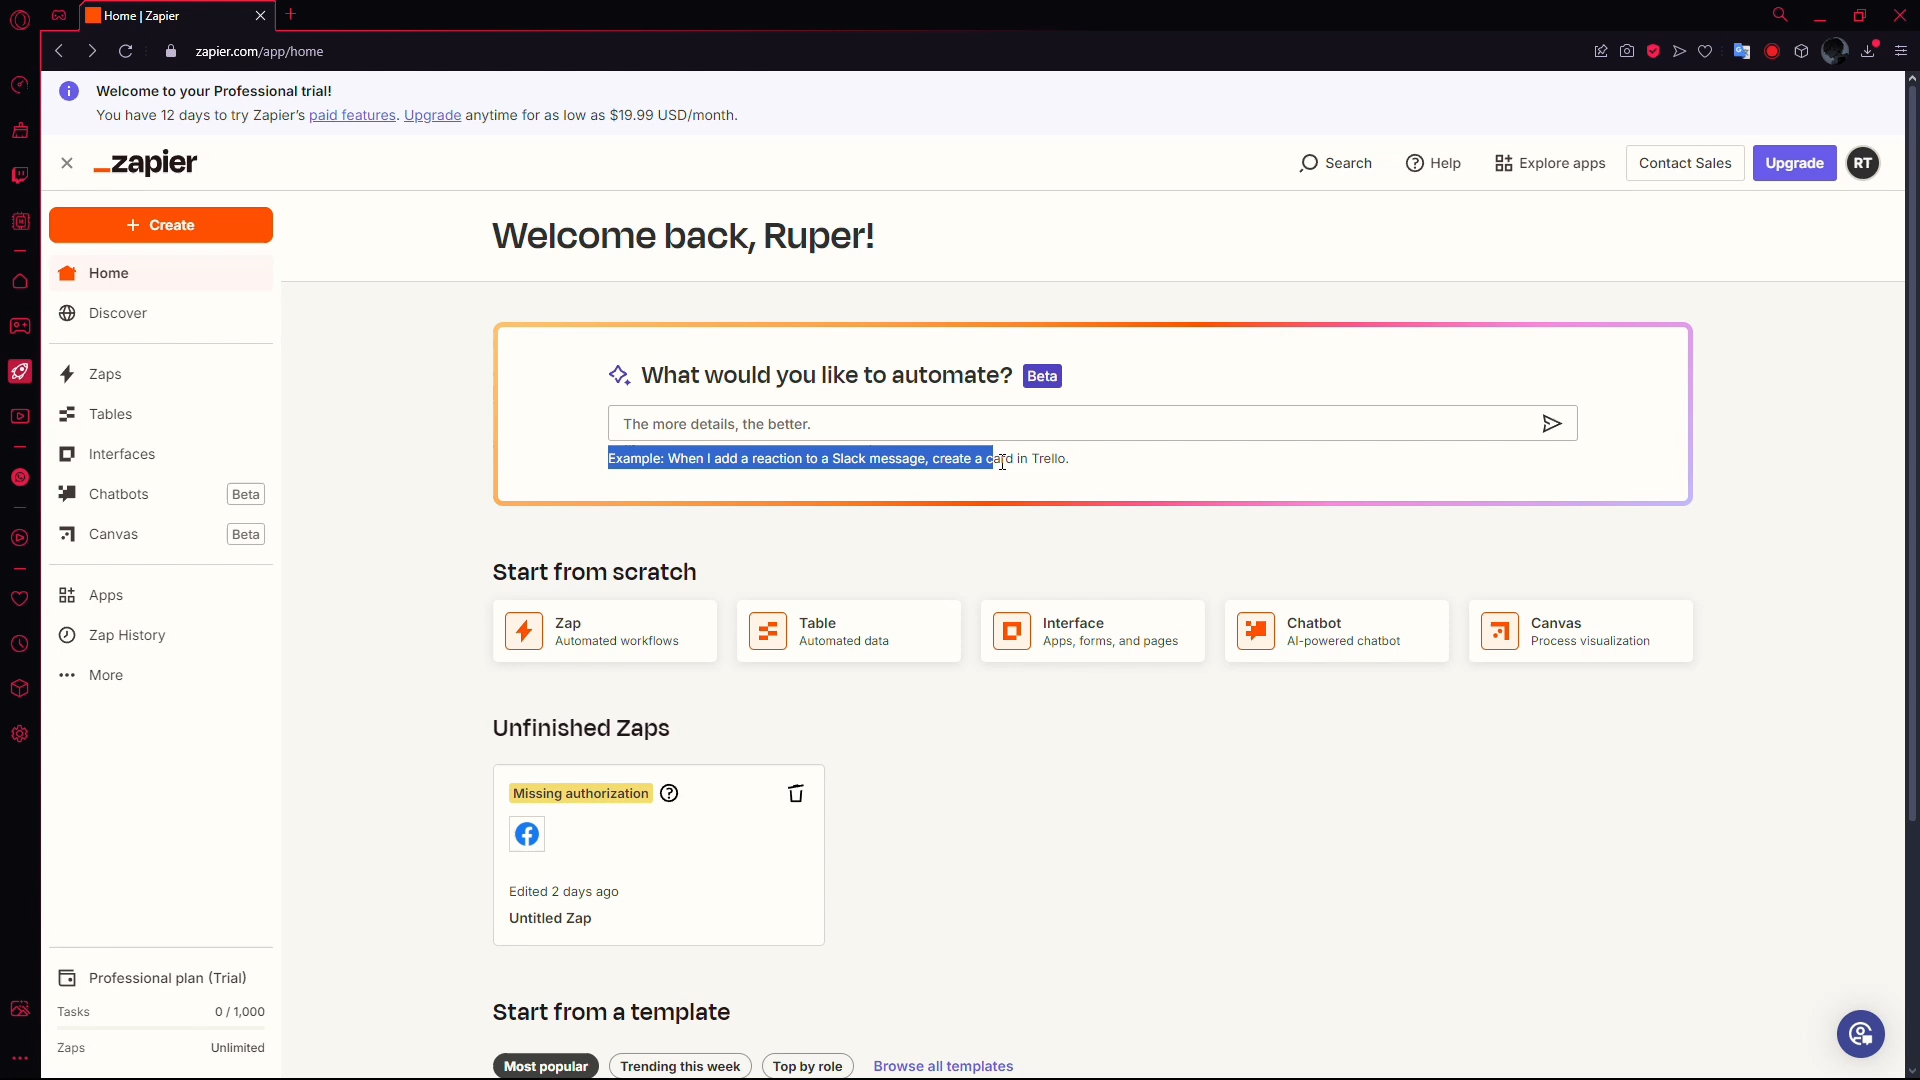 Home | Zapier
zapier.com/app/home
Welcome to your Professional trial!
You have 12 days to try Zapier's paid features. Upgrade anytime for as low as $19.99 USD/month.
zapier
Search
Help
Explore apps
Contact Sales
Upgrade
RT
+ Create
Home
Discover
Zaps
Tables
Interfaces
Chatbots Beta
Canvas Beta
Apps
Zap History
More
Professional plan (Trial)
Tasks 0 / 1,000
Zaps Unlimited
Welcome back, Ruper!
What would you like to automate? Beta
The more details, the better.
Example: When I add a reaction to a Slack message, create a card in Trello.
Start from scratch
Zap
Automated workflows
Table
Automated data
Interface
Apps, forms, and pages
Chatbot
AI-powered chatbot
Canvas
Process visualization
Unfinished Zaps
Missing authorization
Edited 2 days ago
Untitled Zap
Start from a template
Most popular
Trending this week
Top by role
Browse all templates